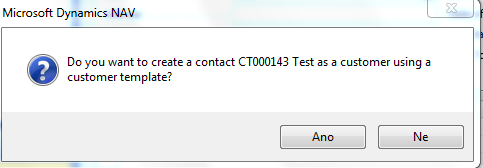 Microsoft Dynamics NAV
Do you want to create a contact CT000143 Test as a customer using a
customer template?
Ano
Ne